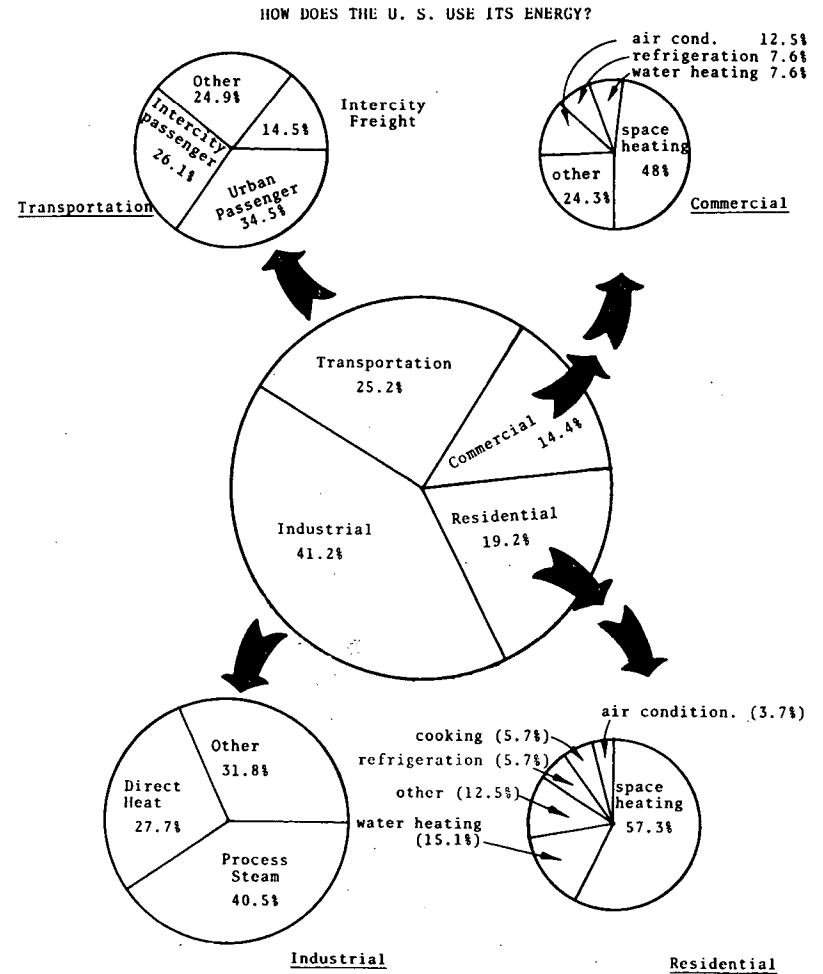 HOW DOES THE U. S. USE ITS ENERGY?
Other
24.9%
Intercity
passenger
26.1%
14.5%
Urban
Passenger
34.5%
Intercity
Freight
Transportation
air cond. 12.5%
refrigeration 7.6%
water heating 7.6%
space
heating
48%
other
24.3%
Commercial
Transportation
25.2%
Commercial
14.4%
Industrial
41.2%
Residential
19.2%
Other
31.8%
Direct
Heat
27.7%
Process
Steam
40.5%
Industrial
air condition. (3.7%)
cooking (5.7%)
refrigeration (5.7%)
other (12.5%)
water heating
(15.1%)
space
heating
57.3%
Residential